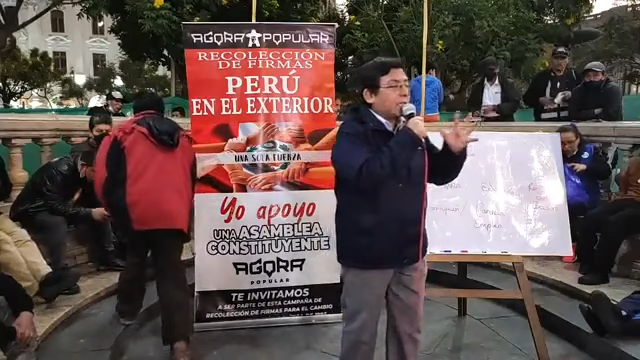 AGORA POPULAR
RECOLECCIÓN
DE FIRMAS
PERÚ
EN EL EXTERIOR
UNA SOLA FUERZA
Yo apoyo
UNA ASAMBLEA
CONSTITUYENTE
AGORA
POPULAR
TE INVITAMOS
A SER PARTE DE ESTA CAMPAÑA DE
RECOLECCIÓN DE FIRMAS PARA EL CAMBIO